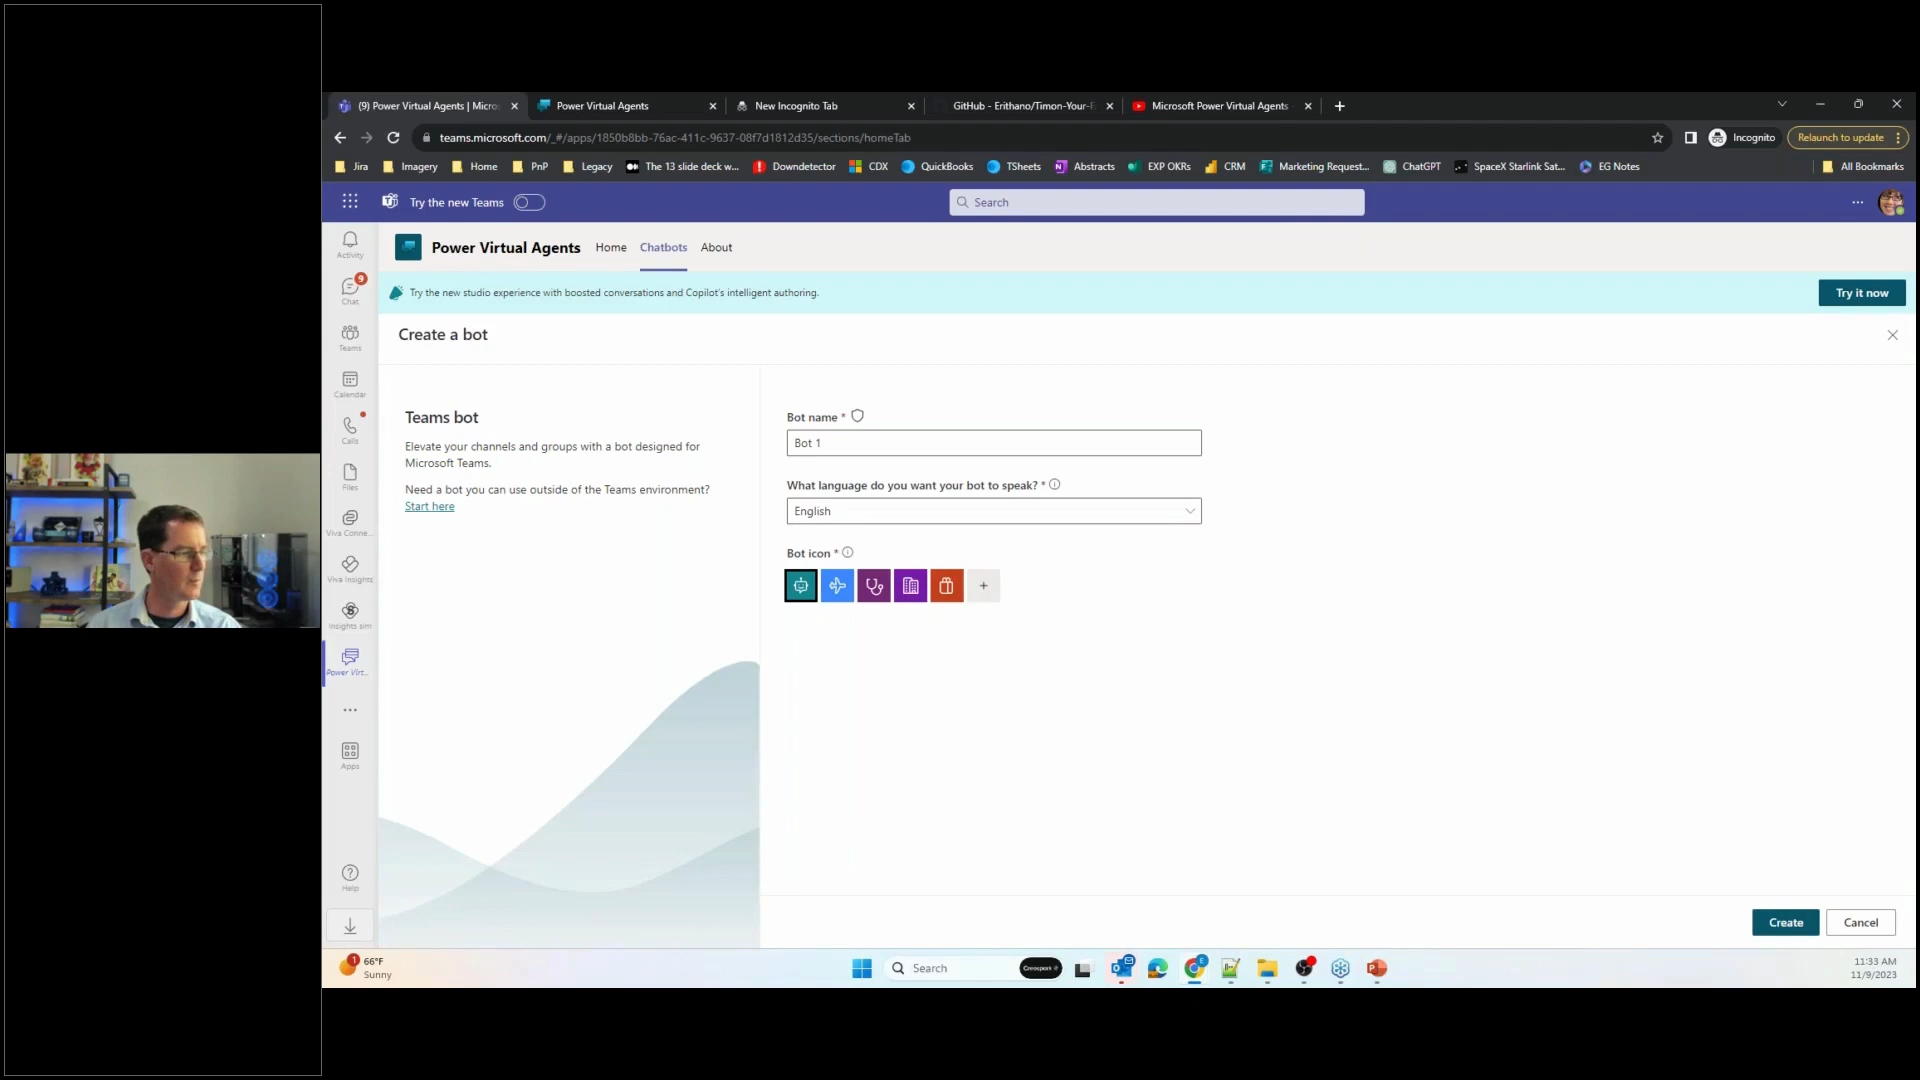 (9) Power Virtual Agents | Micro
Power Virtual Agents
New Incognito Tab
GitHub - Erithano/Timon-Your-F
Microsoft Power Virtual Agents
teams.microsoft.com/_#/apps/1850b8bb-76ac-411c-9637-08f7d1812d35/sections/homeTab
Incognito
Relaunch to update
Jira
Imagery
Home
PnP
Legacy
The 13 slide deck w...
Downdetector
CDX
QuickBooks
TSheets
Abstracts
EXP OKRs
CRM
Marketing Request...
ChatGPT
SpaceX Starlink Sat...
EG Notes
All Bookmarks
Try the new Teams
Search
Power Virtual Agents
Home
Chatbots
About
Try the new studio experience with boosted conversations and Copilot's intelligent authoring.
Try it now
Activity
9
Chat
Teams
Calendar
Calls
Files
Viva Conne...
Viva Insights
Insights sim
Power Virt...
Apps
Help
Create a bot
Teams bot
Elevate your channels and groups with a bot designed for
Microsoft Teams.
Need a bot you can use outside of the Teams environment?
Start here
Bot name *
Bot 1
What language do you want your bot to speak? *
English
Bot icon *
Create
Cancel
1
66°F
Sunny
Search
11:33 AM
11/9/2023